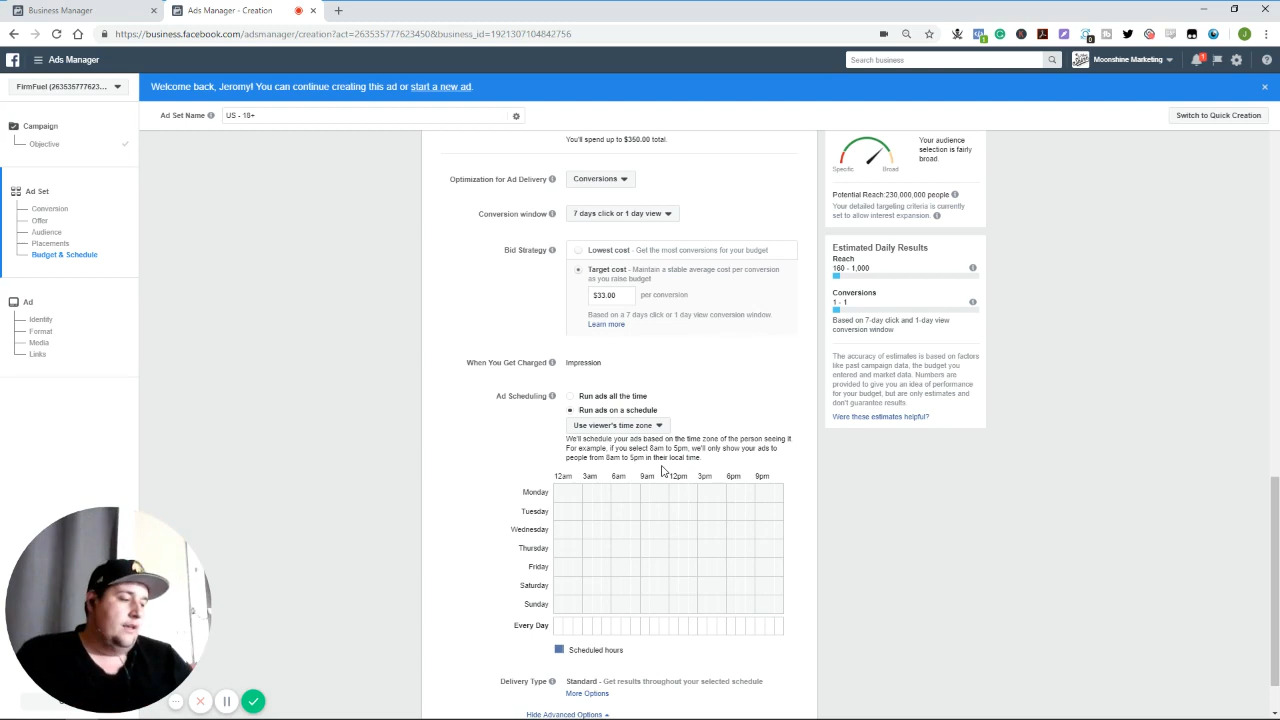 Business Manager
Ads Manager - Creation
https://business.facebook.com/adsmanager/creation?act=263535777623450&business_id=1921307104842756
Ads Manager
Search business
Moonshine Marketing
FirmFuel (263535777623...
Welcome back, Jeromy! You can continue creating this ad or start a new ad.
Ad Set Name
US - 18+
Switch to Quick Creation
Campaign
Objective
Ad Set
Conversion
Offer
Audience
Placements
Budget & Schedule
Ad
Identity
Format
Media
Links
You'll spend up to $350.00 total.
Optimization for Ad Delivery
Conversions
Conversion window
7 days click or 1 day view
Bid Strategy
Lowest cost - Get the most conversions for your budget
Target cost - Maintain a stable average cost per conversion
as you raise budget
$33.00 per conversion
Based on a 7 days click or 1 day view conversion window
Learn more
When You Get Charged
Impression
Ad Scheduling
Run ads all the time
Run ads on a schedule
Use viewer's time zone
We'll schedule your ads based on the time zone of the person seeing it.
For example, if you select 8am to 5pm, we'll only show your ads to
people from 8am to 5pm in their local time.
12am 3am 6am 9am 12pm 3pm 6pm 9pm
Monday
Tuesday
Wednesday
Thursday
Friday
Saturday
Sunday
Every Day
Scheduled hours
Delivery Type
Standard - Get results throughout your selected schedule
More Options
Hide Advanced Options
Specific
Broad
Your audience
selection is fairly
broad.
Potential Reach:230,000,000 people
Your detailed targeting criteria is currently
set to allow interest expansion.
Estimated Daily Results
Reach
160 - 1,000
Conversions
1 - 1
Based on 7-day click and 1-day view
conversion window
The accuracy of estimates is based on factors
like past campaign data, the budget you
entered and market data. Numbers are
provided to give you an idea of performance
for your budget, but are only estimates and
don't guarantee results.
Were these estimates helpful?